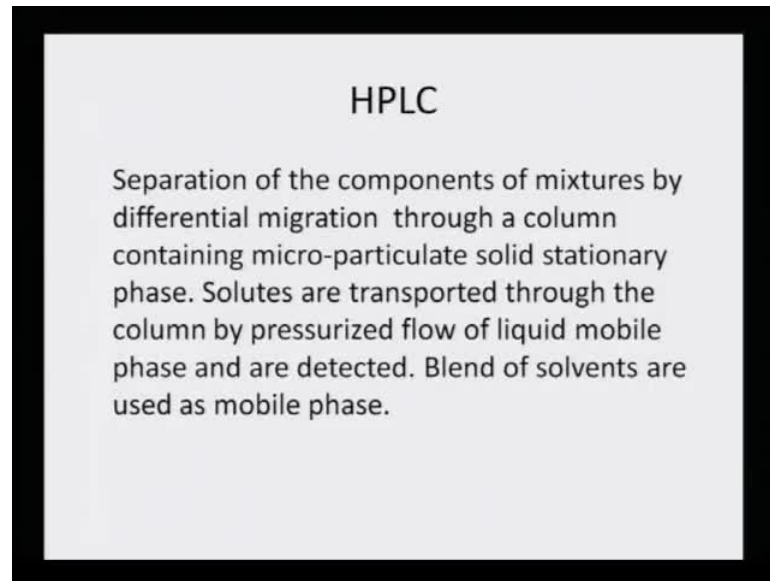 HPLC
Separation of the components of mixtures by
differential migration through a column
containing micro-particulate solid stationary
phase. Solutes are transported through the
column by pressurized flow of liquid mobile
phase and are detected. Blend of solvents are
used as mobile phase.